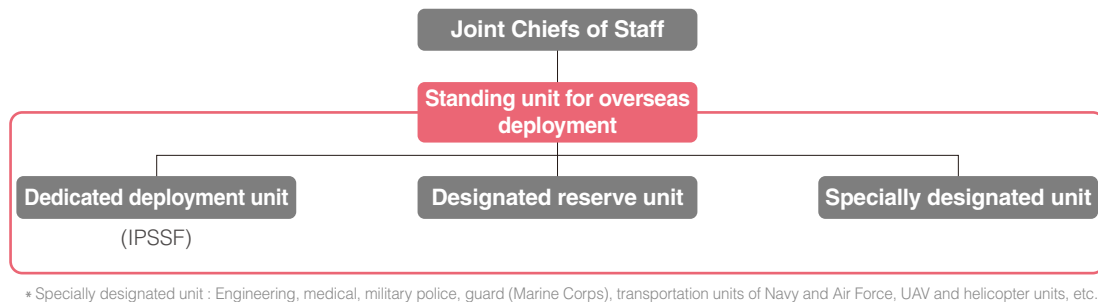 Joint Chiefs of Staff
Standing unit for overseas
deployment
Dedicated deployment unit
Designated reserve unit
Specially designated unit
(IPSSF)
* Specially designated unit : Engineering, medical, military police, guard (Marine Corps), transportation units of Navy and Air Force, UAV and helicopter units, etc.